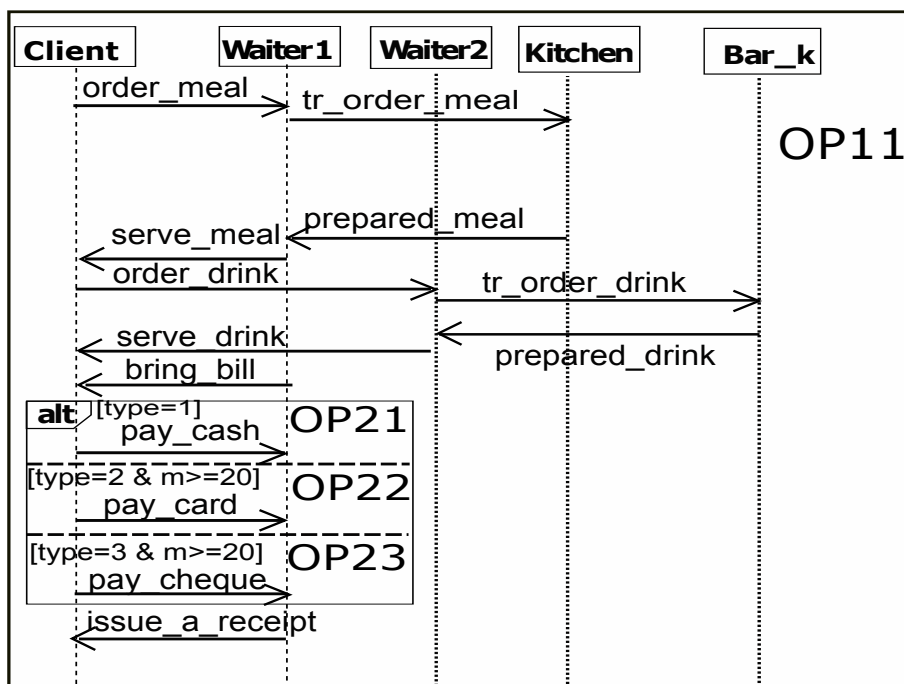 Client Waiter1 Waiter2 Kitchen Bar_k
order_meal
tr_order_meal
OP11
prepared_meal
serve_meal
order_drink
tr_order_drink
serve_drink
prepared_drink
bring_bill
alt [type=1] OP21
pay_cash
[type=2 & m>=20] OP22
pay_card
[type=3 & m>=20] OP23
pay_cheque
issue_a_receipt